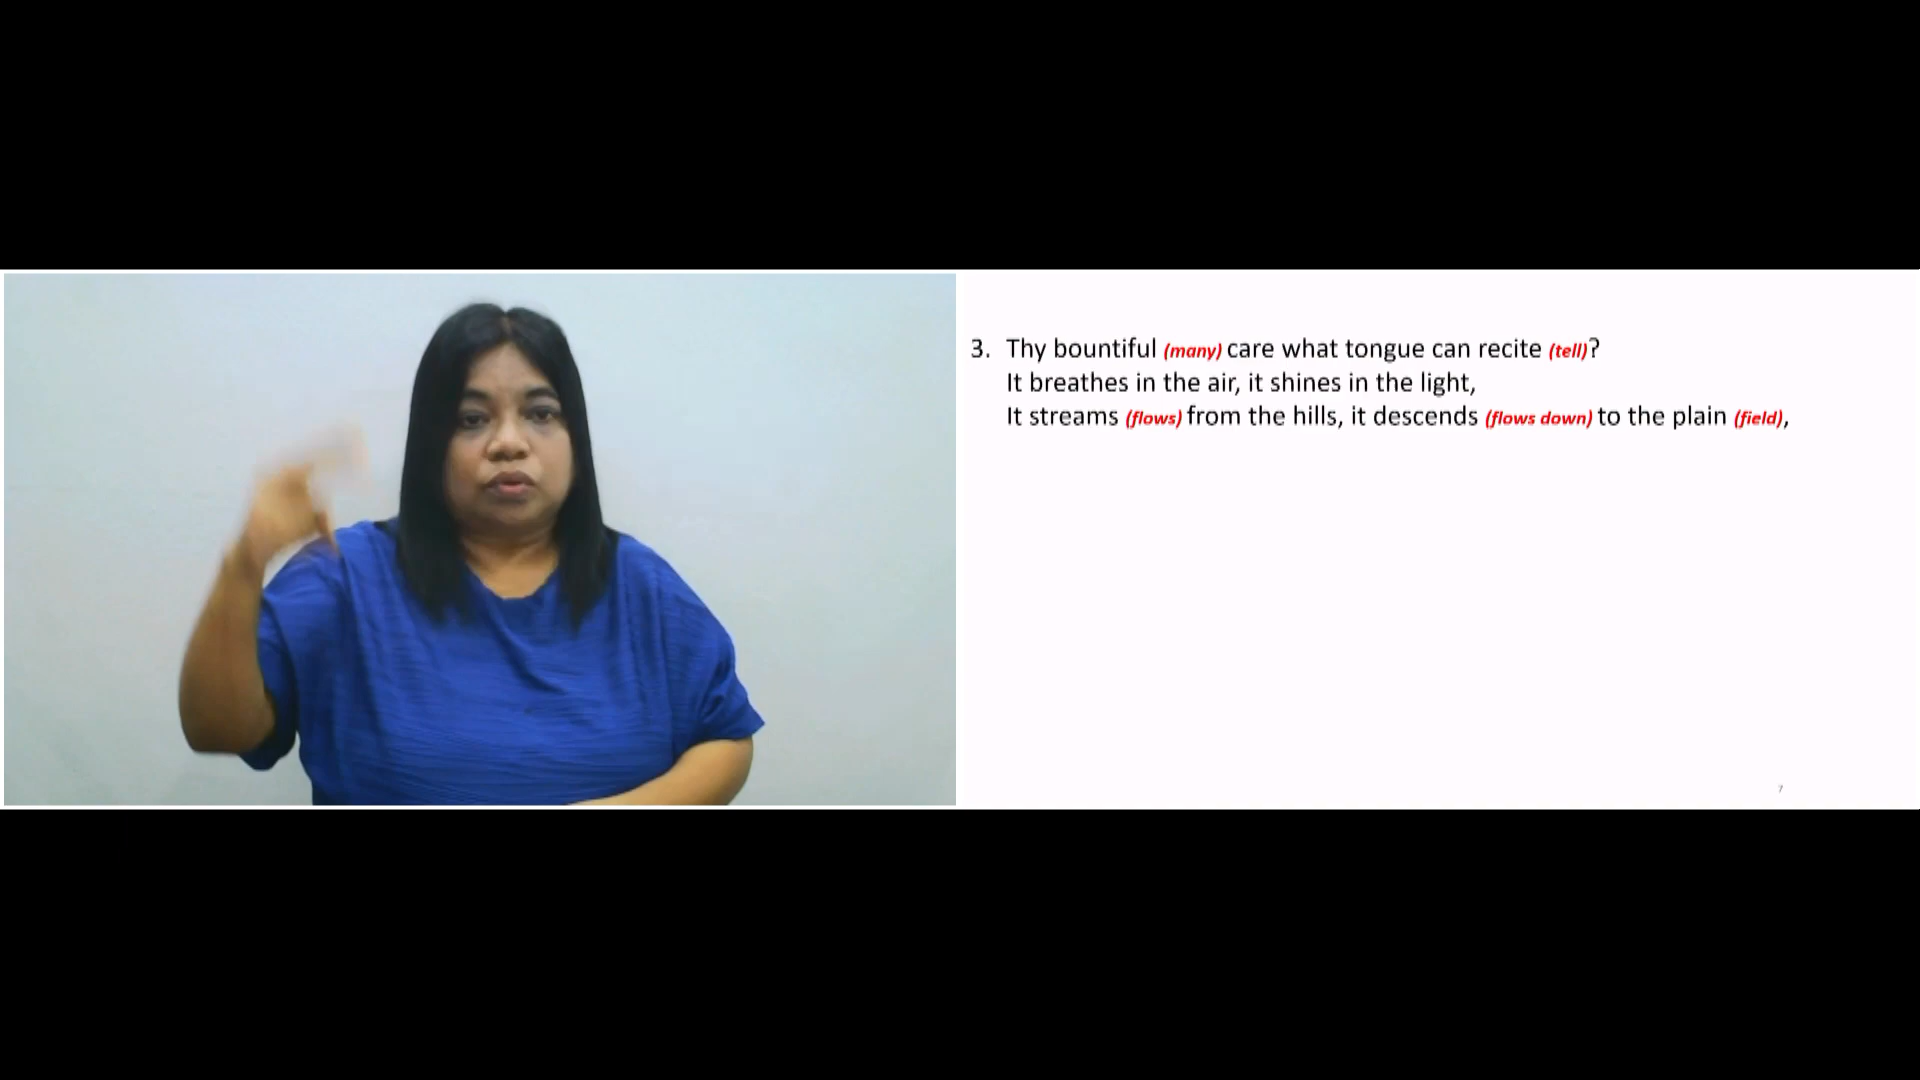 3. Thy bountiful (many) care what tongue can recite (tell)?
It breathes in the air, it shines in the light,
It streams (flows) from the hills, it descends (flows down) to the plain (field),
7